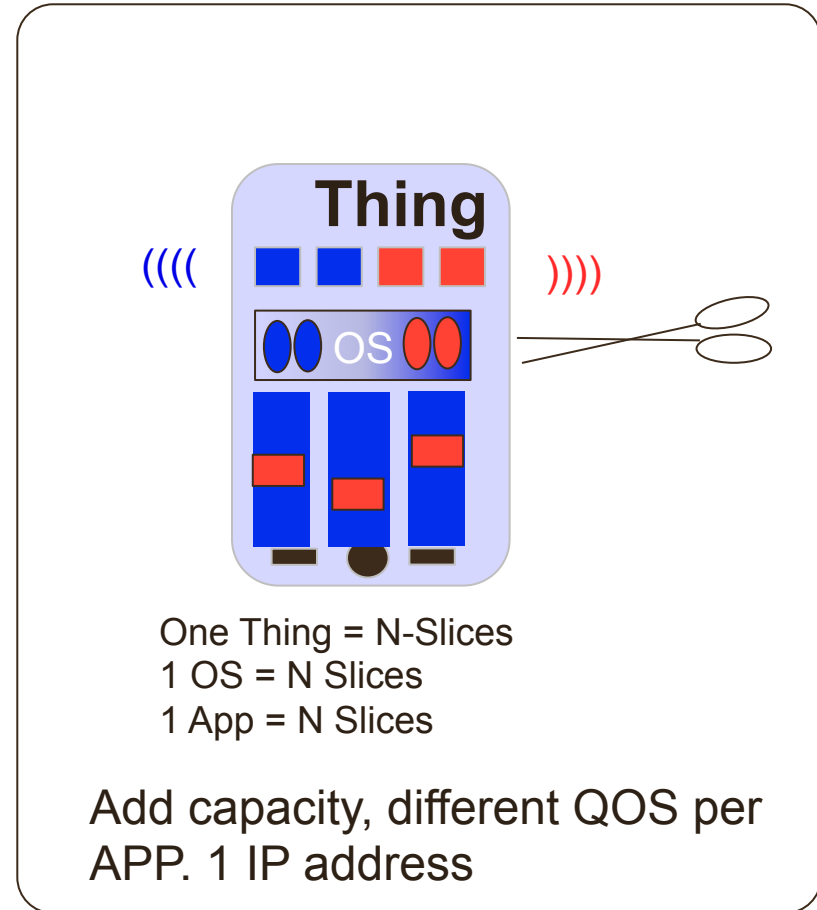 Thing
((((
))))
OS
One Thing = N-Slices
1 OS = N Slices
1 App = N Slices
Add capacity, different QOS per
APP. 1 IP address